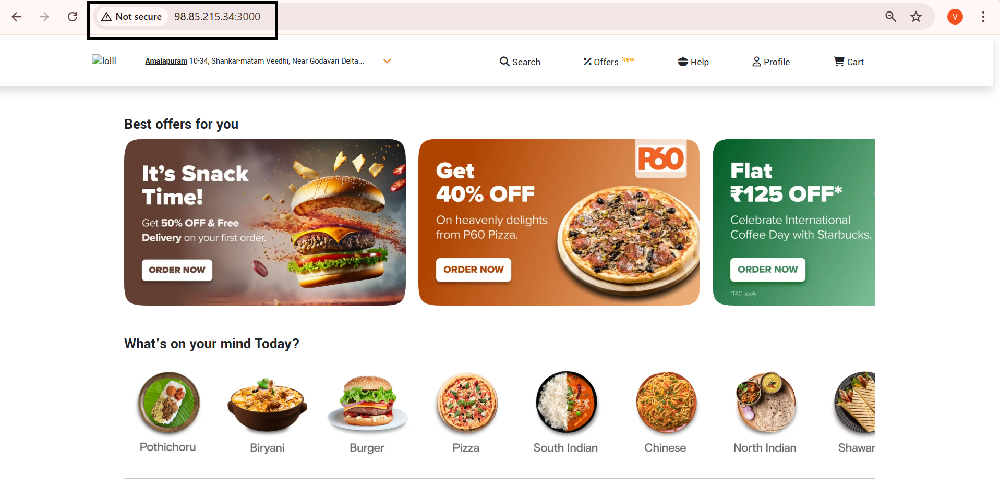 Not secure 98.85.215.34:3000
V
lolll
Amalapuram 10-34, Shankar-matam Veedhi, Near Godavari Delta...
Search
Offers New
Help
Profile
Cart
Best offers for you
It's Snack
Time!
Get 50% OFF & Free
Delivery on your first order.
ORDER NOW
P60
Get
40% OFF
On heavenly delights
from P60 Pizza.
ORDER NOW
Flat
₹125 OFF*
Celebrate International
Coffee Day with Starbucks.
ORDER NOW
*T&C apply
What's on your mind Today?
Pothichoru
Biryani
Burger
Pizza
South Indian
Chinese
North Indian
Shawar